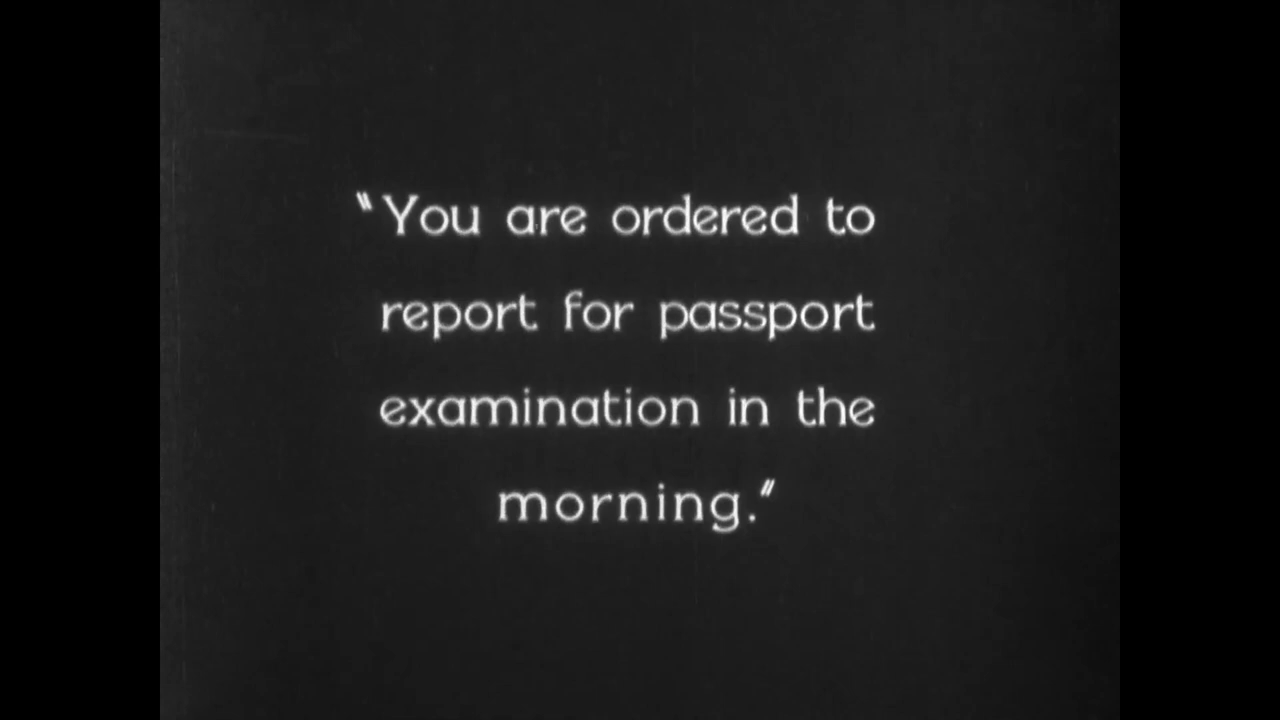 "You are ordered to
report for passport
examination in the
morning."